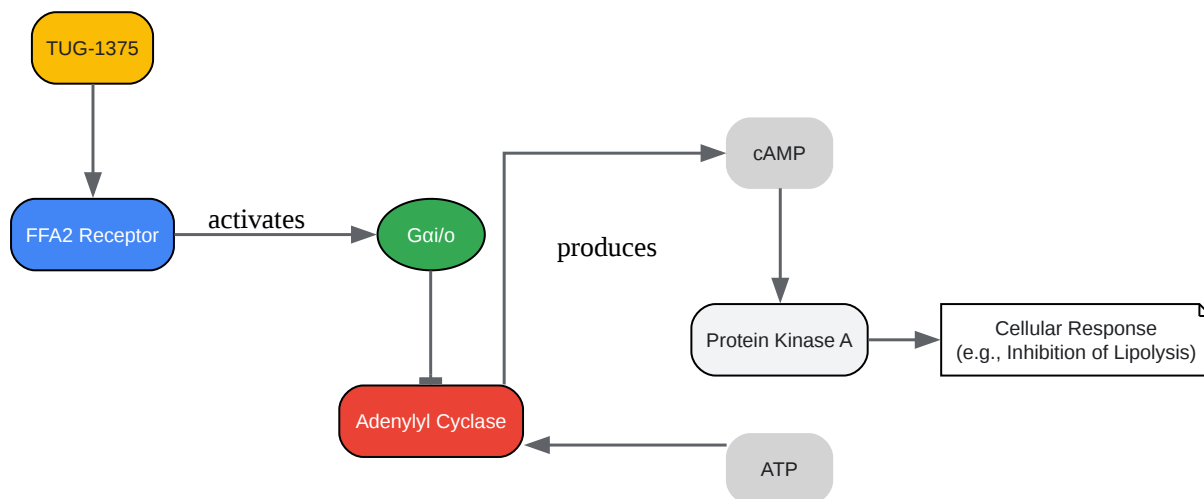 TUG-1375
FFA2 Receptor
activates
Gαi/o
produces
cAMP
Protein Kinase A
Cellular Response
(e.g., Inhibition of Lipolysis)
Adenylyl Cyclase
ATP